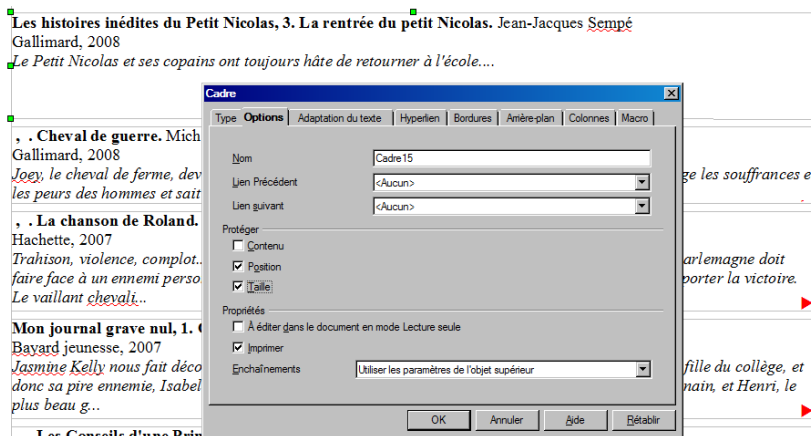 Les histoires inédites du Petit Nicolas, 3. La rentrée du petit Nicolas. Jean-Jacques Sempé
Gallimard, 2008
Le Petit Nicolas et ses copains ont toujours hâte de retourner à l'école....
Cadre
Type Options Adaptation du texte Hyperlien Bordures Arrière-plan Colonnes Macro
Nom Cadre15
Lien Précédent <Aucun>
Lien suivant <Aucun>
Protéger
Contenu
Position
Taille
Propriétés
À éditer dans le document en mode Lecture seule
Imprimer
Enchaînements Utiliser les paramètres de l'objet supérieur
OK Annuler Aide Rétablir
, . Cheval de guerre. Mich
Gallimard, 2008
Joey, le cheval de ferme, dev ge les souffrances e
les peurs des hommes et sait
, . La chanson de Roland.
Hachette, 2007
Trahison, violence, complot.. arlemagne doit
faire face à un ennemi perso porter la victoire.
Le vaillant chevali...
Mon journal grave nul, 1.
Bayard jeunesse, 2007
Jasmine Kelly nous fait déco fille du collège, et
donc sa pire ennemie, Isabel nain, et Henri, le
plus beau g...
Les Conseils d'une Prin